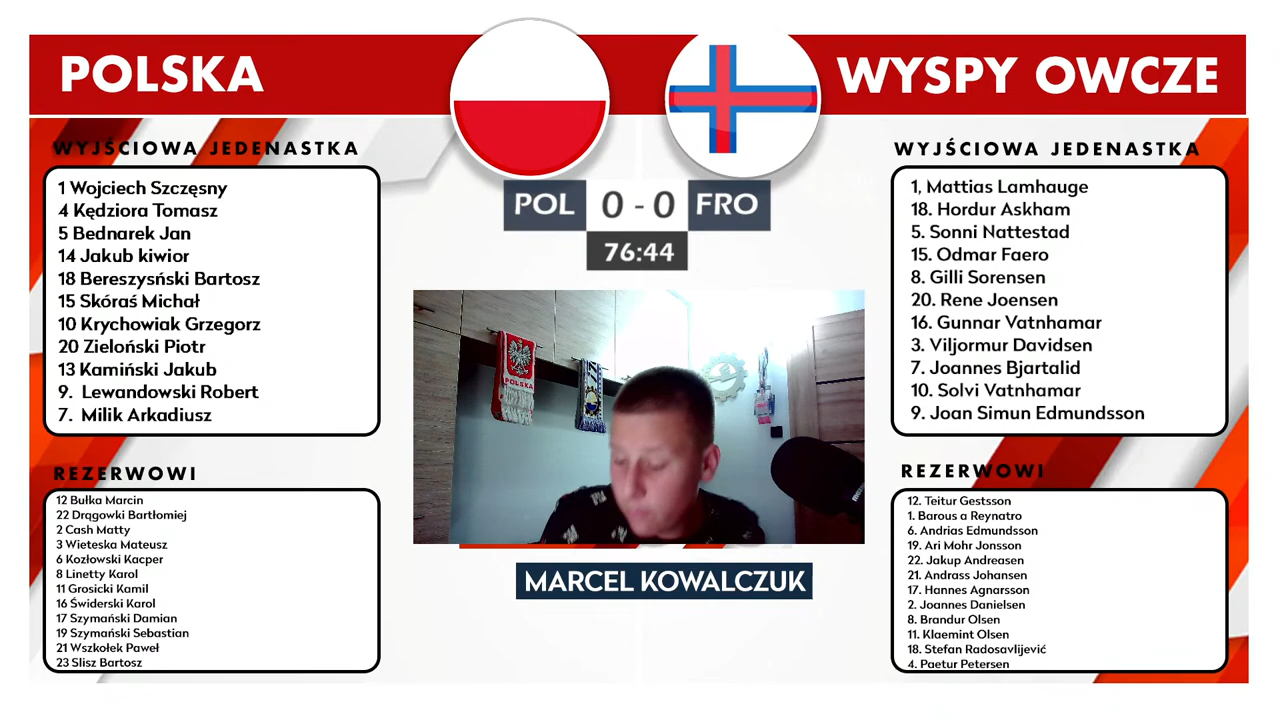 POLSKA
WYSPY OWCZE
WYJŚCIOWA JEDENASTKA
1 Wojciech Szczęsny
4 Kędziora Tomasz
5 Bednarek Jan
14 Jakub kiwior
18 Bereszysński Bartosz
15 Skóraś Michał
10 Krychowiak Grzegorz
20 Zieloński Piotr
13 Kamiński Jakub
9. Lewandowski Robert
7. Milik Arkadiusz
REZERWOWI
12 Bułka Marcin
22 Drągowki Bartłomiej
2 Cash Matty
3 Wieteska Mateusz
6 Kozłowski Kacper
8 Linetty Karol
11 Grosicki Kamil
16 Świderski Karol
17 Szymański Damian
19 Szymański Sebastian
21 Wszkołek Paweł
23 Slisz Bartosz
POL 0 - 0 FRO
76:44
POLSKA
MARCEL KOWALCZUK
WYJŚCIOWA JEDENASTKA
1, Mattias Lamhauge
18. Hordur Askham
5. Sonni Nattestad
15. Odmar Faero
8. Gilli Sorensen
20. Rene Joensen
16. Gunnar Vatnhamar
3. Viljormur Davidsen
7. Joannes Bjartalid
10. Solvi Vatnhamar
9. Joan Simun Edmundsson
REZERWOWI
12. Teitur Gestsson
1. Barous a Reynatro
6. Andrias Edmundsson
19. Ari Mohr Jonsson
22. Jakup Andreasen
21. Andrass Johansen
17. Hannes Agnarsson
2. Joannes Danielsen
8. Brandur Olsen
11. Klaemint Olsen
18. Stefan Radosavlijević
4. Paetur Petersen